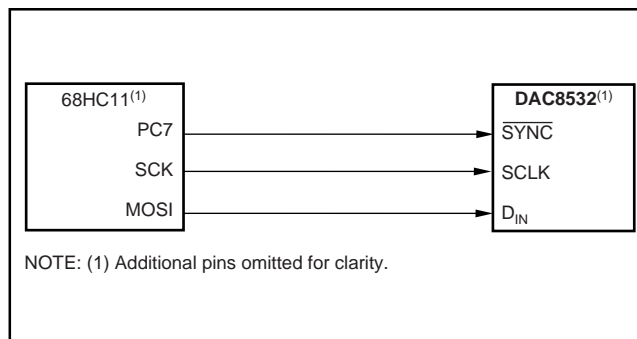 68HC11(1) DAC8532(1)
PC7 SYNC
SCK SCLK
MOSI DIN
NOTE: (1) Additional pins omitted for clarity.